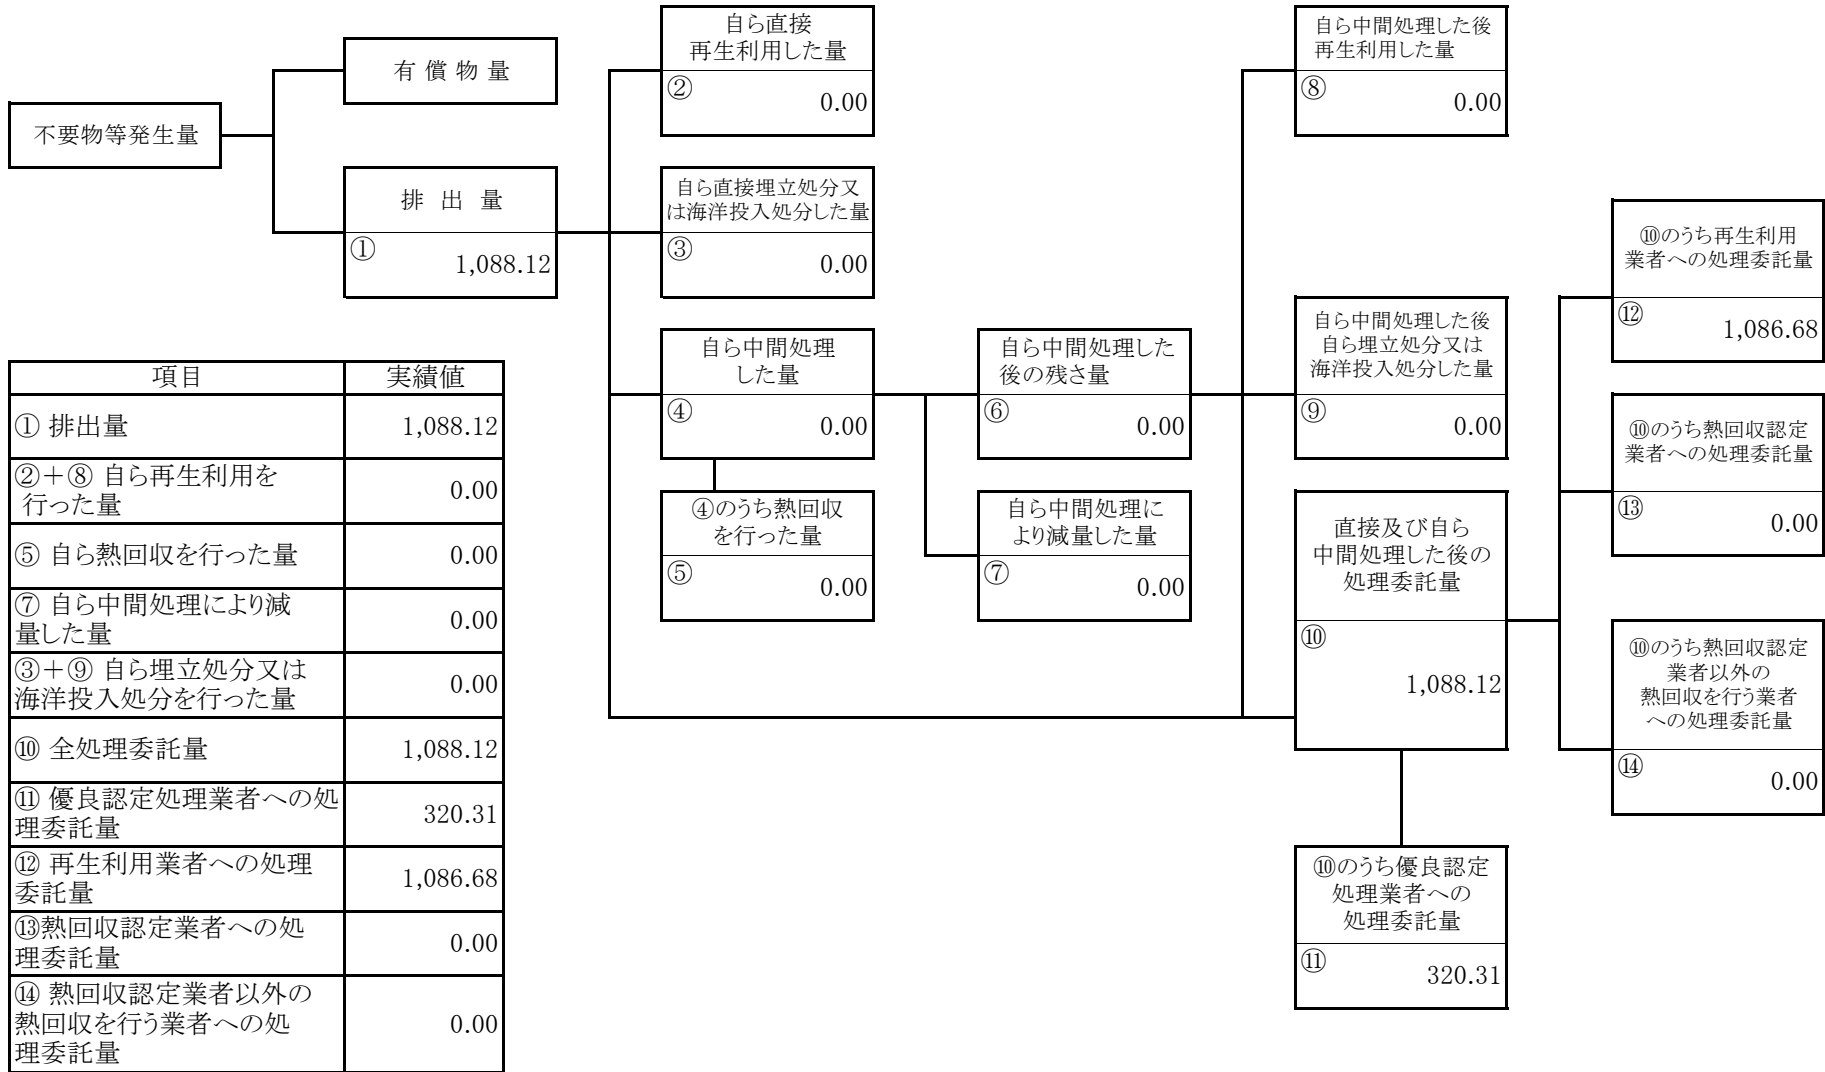 不要物等発生量
有 償 物 量
排 出 量
①
1,088.12
自ら直接
再生利用した量
②
0.00
自ら直接埋立処分又
は海洋投入処分した量
③
0.00
自ら中間処理
した量
④
0.00
④のうち熱回収
を行った量
⑤
0.00
自ら中間処理した
後の残さ量
⑥
0.00
自ら中間処理に
より減量した量
⑦
0.00
自ら中間処理した後
再生利用した量
⑧
0.00
自ら中間処理した後
自ら埋立処分又は
海洋投入処分した量
⑨
0.00
直接及び自ら
中間処理した後の
処理委託量
⑩
1,088.12
⑩のうち優良認定
処理業者への
処理委託量
⑪
320.31
⑩のうち再生利用
業者への処理委託量
⑫
1,086.68
⑩のうち熱回収認定
業者への処理委託量
⑬
0.00
⑩のうち熱回収認定
業者以外の
熱回収を行う業者
への処理委託量
⑭
0.00
項目 実績値
① 排出量 1,088.12
②＋⑧ 自ら再生利用を
行った量 0.00
⑤ 自ら熱回収を行った量 0.00
⑦ 自ら中間処理により減
量した量 0.00
③＋⑨ 自ら埋立処分又は
海洋投入処分を行った量 0.00
⑩ 全処理委託量 1,088.12
⑪ 優良認定処理業者への処
理委託量 320.31
⑫ 再生利用業者への処理
委託量 1,086.68
⑬熱回収認定業者への処
理委託量 0.00
⑭ 熱回収認定業者以外の
熱回収を行う業者への処
理委託量 0.00